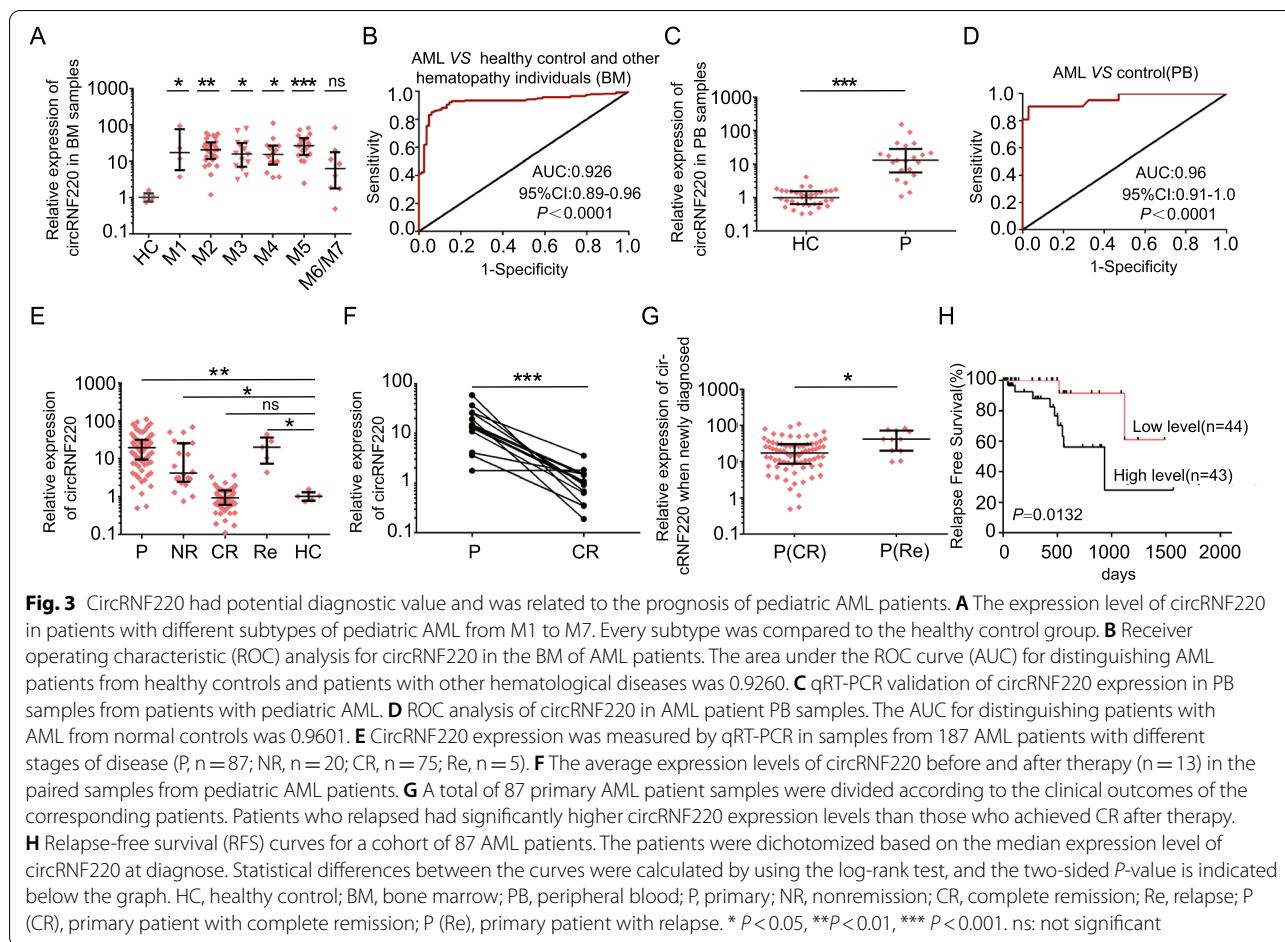 A
Relative expression of
circRNF220 in BM samples
1000
100
10
1
0.1
* ** * * *** ns
HC M1 M2 M3 M4 M5 M6/M7
B
AML VS healthy control and other
hematopathy individuals (BM)
Sensitivity
1.0
0.8
0.6
0.4
0.2
0.0
0.0 0.2 0.4 0.6 0.8 1.0
1-Specificity
AUC:0.926
95%CI:0.89-0.96
P<0.0001
C
Relative expression of
circRNF220 in PB samples
1000
100
10
1
0.1
***
HC P
D
AML VS control(PB)
Sensitivity
1.0
0.8
0.6
0.4
0.2
0.0
0.0 0.2 0.4 0.6 0.8 1.0
1-Specificity
AUC:0.96
95%CI:0.91-1.0
P<0.0001
E
Relative expression
of circRNF220
1000
100
10
1
0.1
**
*
ns
*
P NR CR Re HC
F
Relative expression
of circRNF220
100
10
1
0.1
***
P CR
G
Relative expression of cir-
cRNF220 when newly diagnosed
1000
100
10
1
0.1
*
P(CR) P(Re)
H
Relapse Free Survival(%)
100
80
60
40
20
0
0 500 1000 1500 2000
days
Low level(n=44)
High level(n=43)
P=0.0132
Fig. 3 CircRNF220 had potential diagnostic value and was related to the prognosis of pediatric AML patients. A The expression level of circRNF220
in patients with different subtypes of pediatric AML from M1 to M7. Every subtype was compared to the healthy control group. B Receiver
operating characteristic (ROC) analysis for circRNF220 in the BM of AML patients. The area under the ROC curve (AUC) for distinguishing AML
patients from healthy controls and patients with other hematological diseases was 0.9260. C qRT-PCR validation of circRNF220 expression in PB
samples from patients with pediatric AML. D ROC analysis of circRNF220 in AML patient PB samples. The AUC for distinguishing patients with
AML from normal controls was 0.9601. E CircRNF220 expression was measured by qRT-PCR in samples from 187 AML patients with different
stages of disease (P, n = 87; NR, n = 20; CR, n = 75; Re, n = 5). F The average expression levels of circRNF220 before and after therapy (n = 13) in the
paired samples from pediatric AML patients. G A total of 87 primary AML patient samples were divided according to the clinical outcomes of the
corresponding patients. Patients who relapsed had significantly higher circRNF220 expression levels than those who achieved CR after therapy.
H Relapse-free survival (RFS) curves for a cohort of 87 AML patients. The patients were dichotomized based on the median expression level of
circRNF220 at diagnose. Statistical differences between the curves were calculated by using the log-rank test, and the two-sided P-value is indicated
below the graph. HC, healthy control; BM, bone marrow; PB, peripheral blood; P, primary; NR, nonremission; CR, complete remission; Re, relapse; P
(CR), primary patient with complete remission; P (Re), primary patient with relapse. * P < 0.05, **P < 0.01, *** P < 0.001. ns: not significant